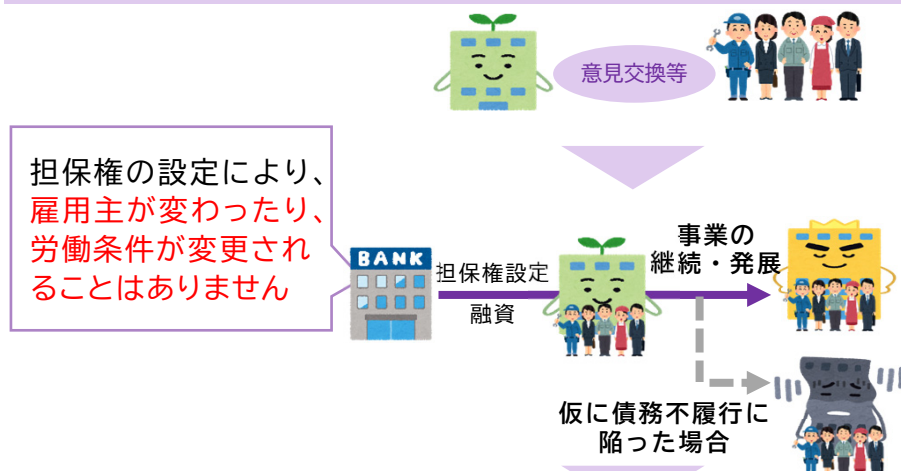 意見交換等
担保権の設定により、
雇用主が変わったり、
労働条件が変更され
ることはありません
BANK
担保権設定
融資
事業の
継続・発展
仮に債務不履行に
陥った場合